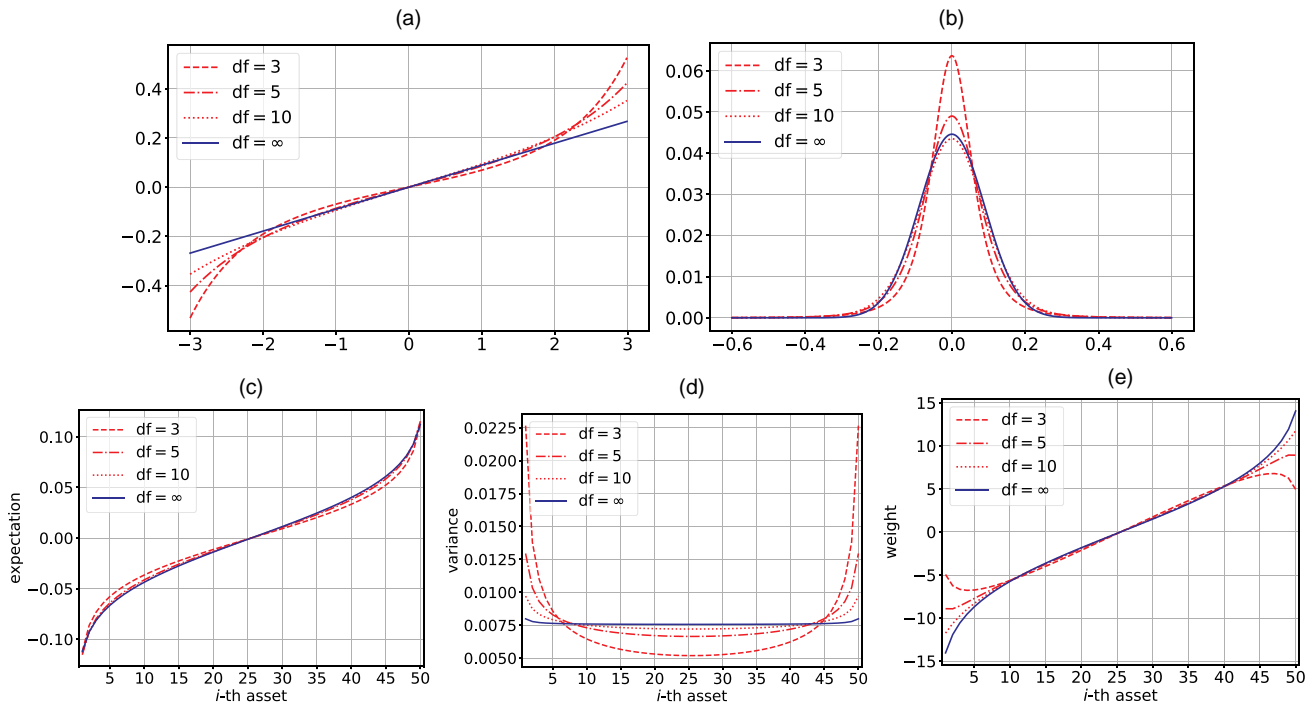 (a)
df = 3
df = 5
df = 10
df = ∞
0.4
0.2
0.0
−0.2
−0.4
−3 −2 −1 0 1 2 3
(b)
df = 3
df = 5
df = 10
df = ∞
0.06
0.05
0.04
0.03
0.02
0.01
0.00
−0.6 −0.4 −0.2 0.0 0.2 0.4 0.6
(c)
df = 3
df = 5
df = 10
df = ∞
expectation
0.10
0.05
0.00
−0.05
−0.10
5 10 15 20 25 30 35 40 45 50
i-th asset
(d)
df = 3
df = 5
df = 10
df = ∞
variance
0.0225
0.0200
0.0175
0.0150
0.0125
0.0100
0.0075
0.0050
5 10 15 20 25 30 35 40 45 50
i-th asset
(e)
df = 3
df = 5
df = 10
df = ∞
weight
15
10
5
0
−5
−10
−15
5 10 15 20 25 30 35 40 45 50
i-th asset